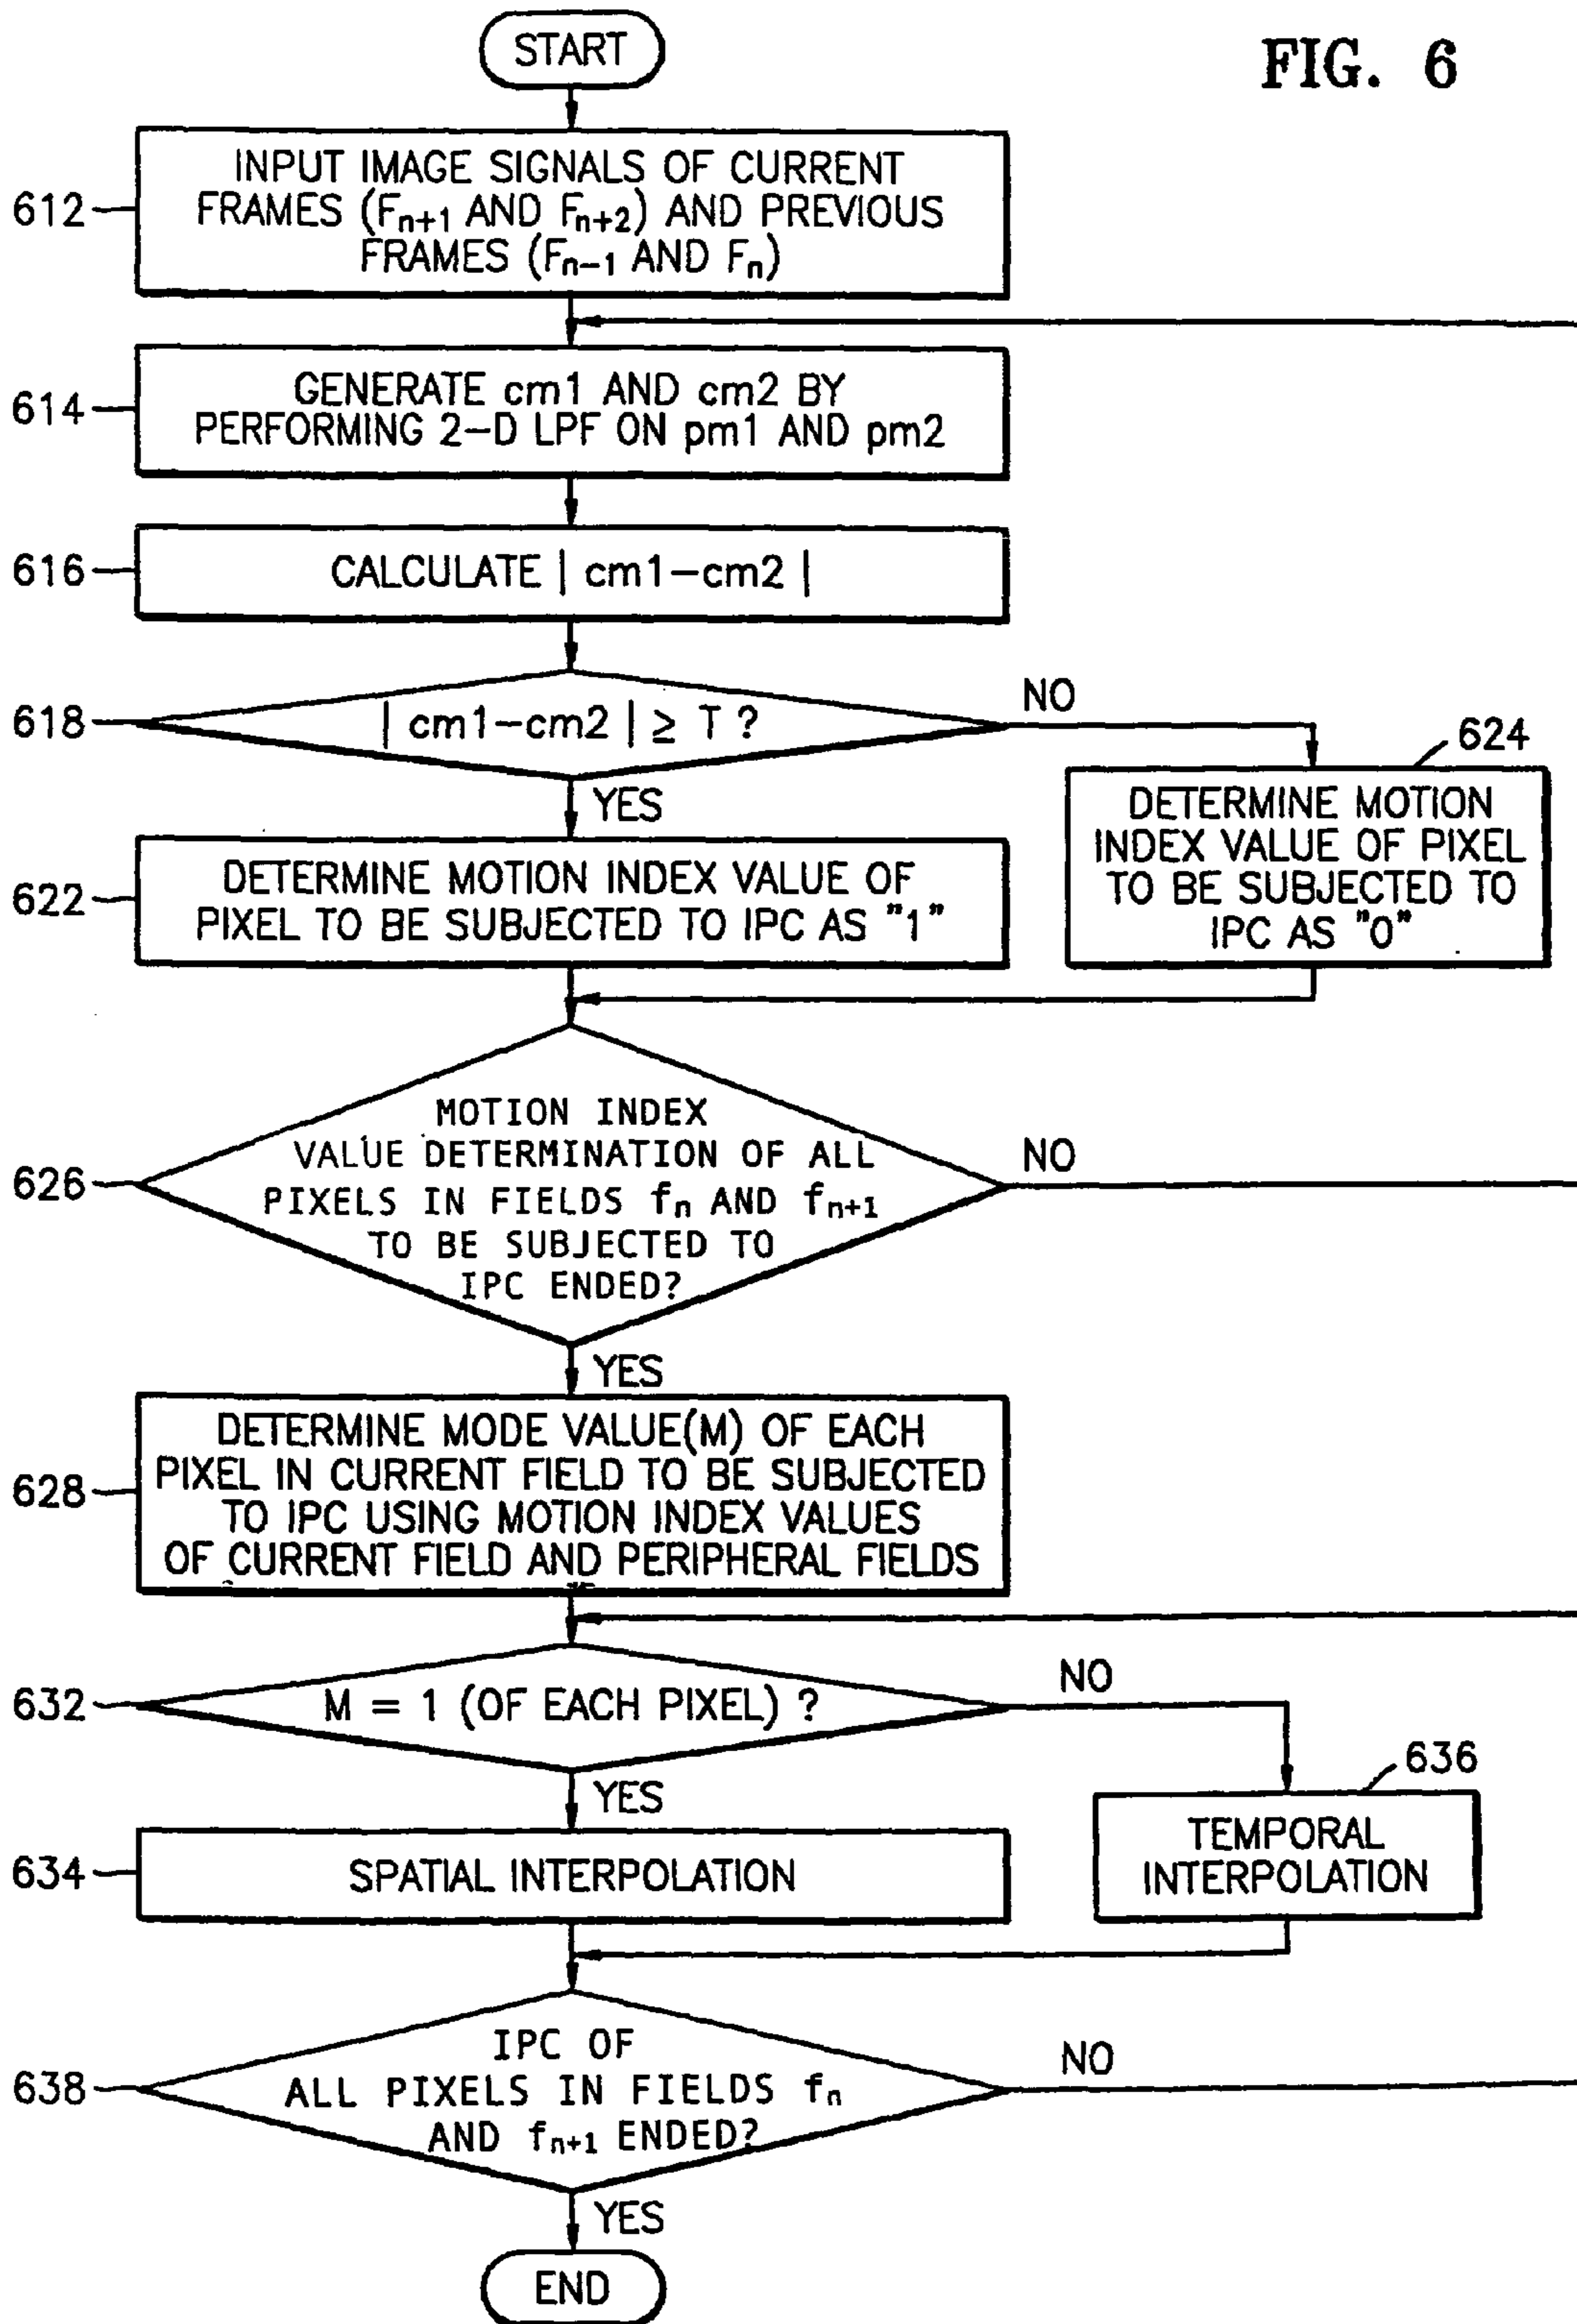 START
FIG. 6
INPUT IMAGE SIGNALS OF CURRENT
FRAMES (Fn+1 AND Fn+2) AND PREVIOUS
FRAMES (Fn-1 AND Fn)
612
GENERATE cm1 AND cm2 BY
PERFORMING 2-D LPF ON pm1 AND pm2
614
CALCULATE | cm1-cm2 |
616
| cm1-cm2 | ≥ T ?
618
NO
YES
624
DETERMINE MOTION
INDEX VALUE OF PIXEL
TO BE SUBJECTED TO
IPC AS "0"
DETERMINE MOTION INDEX VALUE OF
PIXEL TO BE SUBJECTED TO IPC AS "1"
622
MOTION INDEX
VALUE DETERMINATION OF ALL
PIXELS IN FIELDS fn AND fn+1
TO BE SUBJECTED TO
IPC ENDED?
626
NO
YES
DETERMINE MODE VALUE(M) OF EACH
PIXEL IN CURRENT FIELD TO BE SUBJECTED
TO IPC USING MOTION INDEX VALUES
OF CURRENT FIELD AND PERIPHERAL FIELDS
628
M = 1 (OF EACH PIXEL) ?
632
NO
YES
636
TEMPORAL
INTERPOLATION
SPATIAL INTERPOLATION
634
IPC OF
ALL PIXELS IN FIELDS fn
AND fn+1 ENDED?
638
NO
YES
END